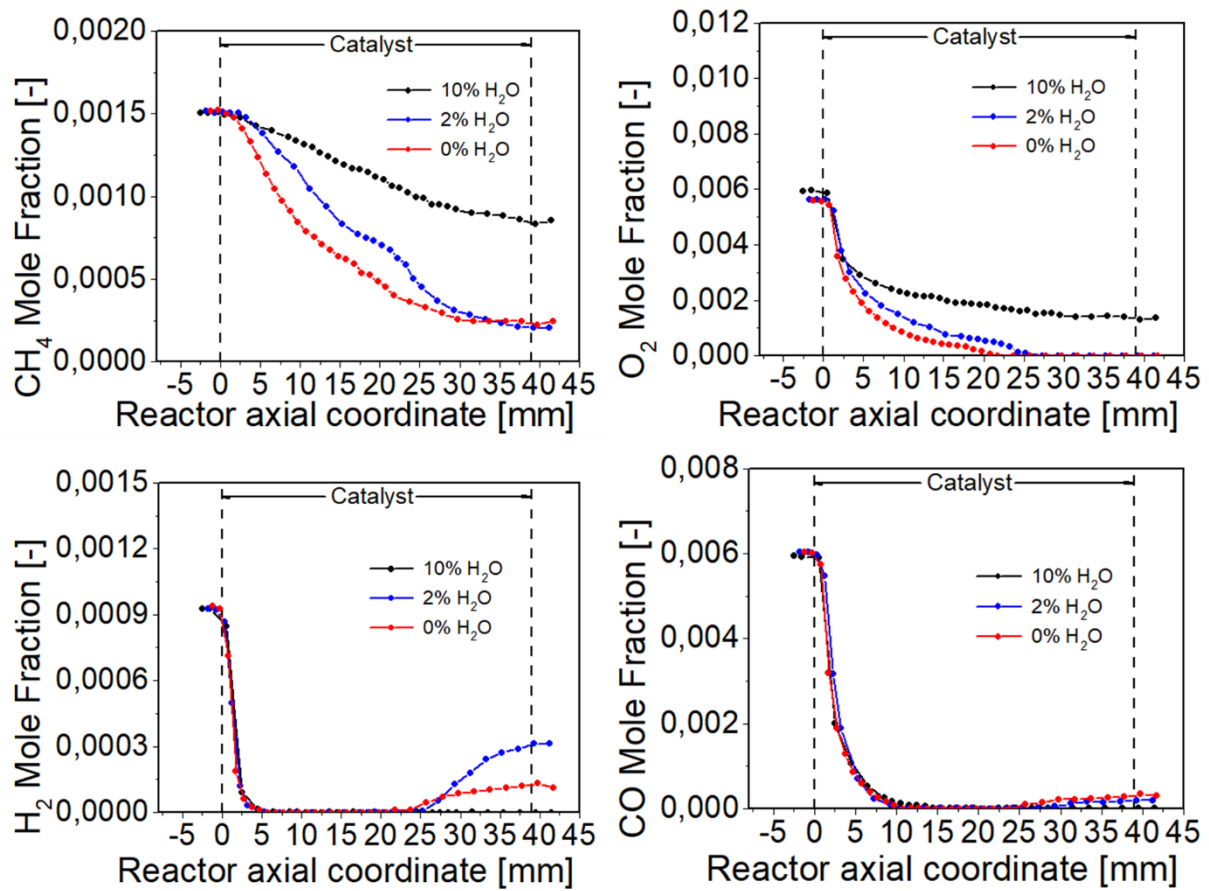 0,0020
0,0015
0,0010
0,0005
0,0000
CH4 Mole Fraction [-]
Catalyst
10% H2O
2% H2O
0% H2O
-5 0 5 10 15 20 25 30 35 40 45
Reactor axial coordinate [mm]
0,012
0,010
0,008
0,006
0,004
0,002
0,000
O2 Mole Fraction [-]
Catalyst
10% H2O
2% H2O
0% H2O
-5 0 5 10 15 20 25 30 35 40 45
Reactor axial coordinate [mm]
0,0015
0,0012
0,0009
0,0006
0,0003
0,0000
H2 Mole Fraction [-]
Catalyst
10% H2O
2% H2O
0% H2O
-5 0 5 10 15 20 25 30 35 40 45
Reactor axial coordinate [mm]
0,008
0,006
0,004
0,002
0,000
CO Mole Fraction [-]
Catalyst
10% H2O
2% H2O
0% H2O
-5 0 5 10 15 20 25 30 35 40 45
Reactor axial coordinate [mm]